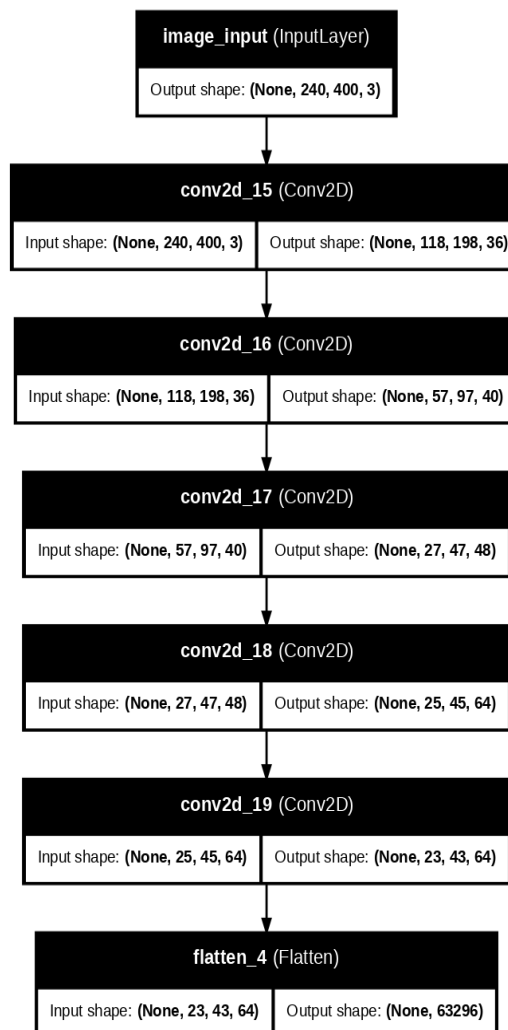 image_input (InputLayer)
Output shape: (None, 240, 400, 3)
conv2d_15 (Conv2D)
Input shape: (None, 240, 400, 3) Output shape: (None, 118, 198, 36)
conv2d_16 (Conv2D)
Input shape: (None, 118, 198, 36) Output shape: (None, 57, 97, 40)
conv2d_17 (Conv2D)
Input shape: (None, 57, 97, 40) Output shape: (None, 27, 47, 48)
conv2d_18 (Conv2D)
Input shape: (None, 27, 47, 48) Output shape: (None, 25, 45, 64)
conv2d_19 (Conv2D)
Input shape: (None, 25, 45, 64) Output shape: (None, 23, 43, 64)
flatten_4 (Flatten)
Input shape: (None, 23, 43, 64) Output shape: (None, 63296)